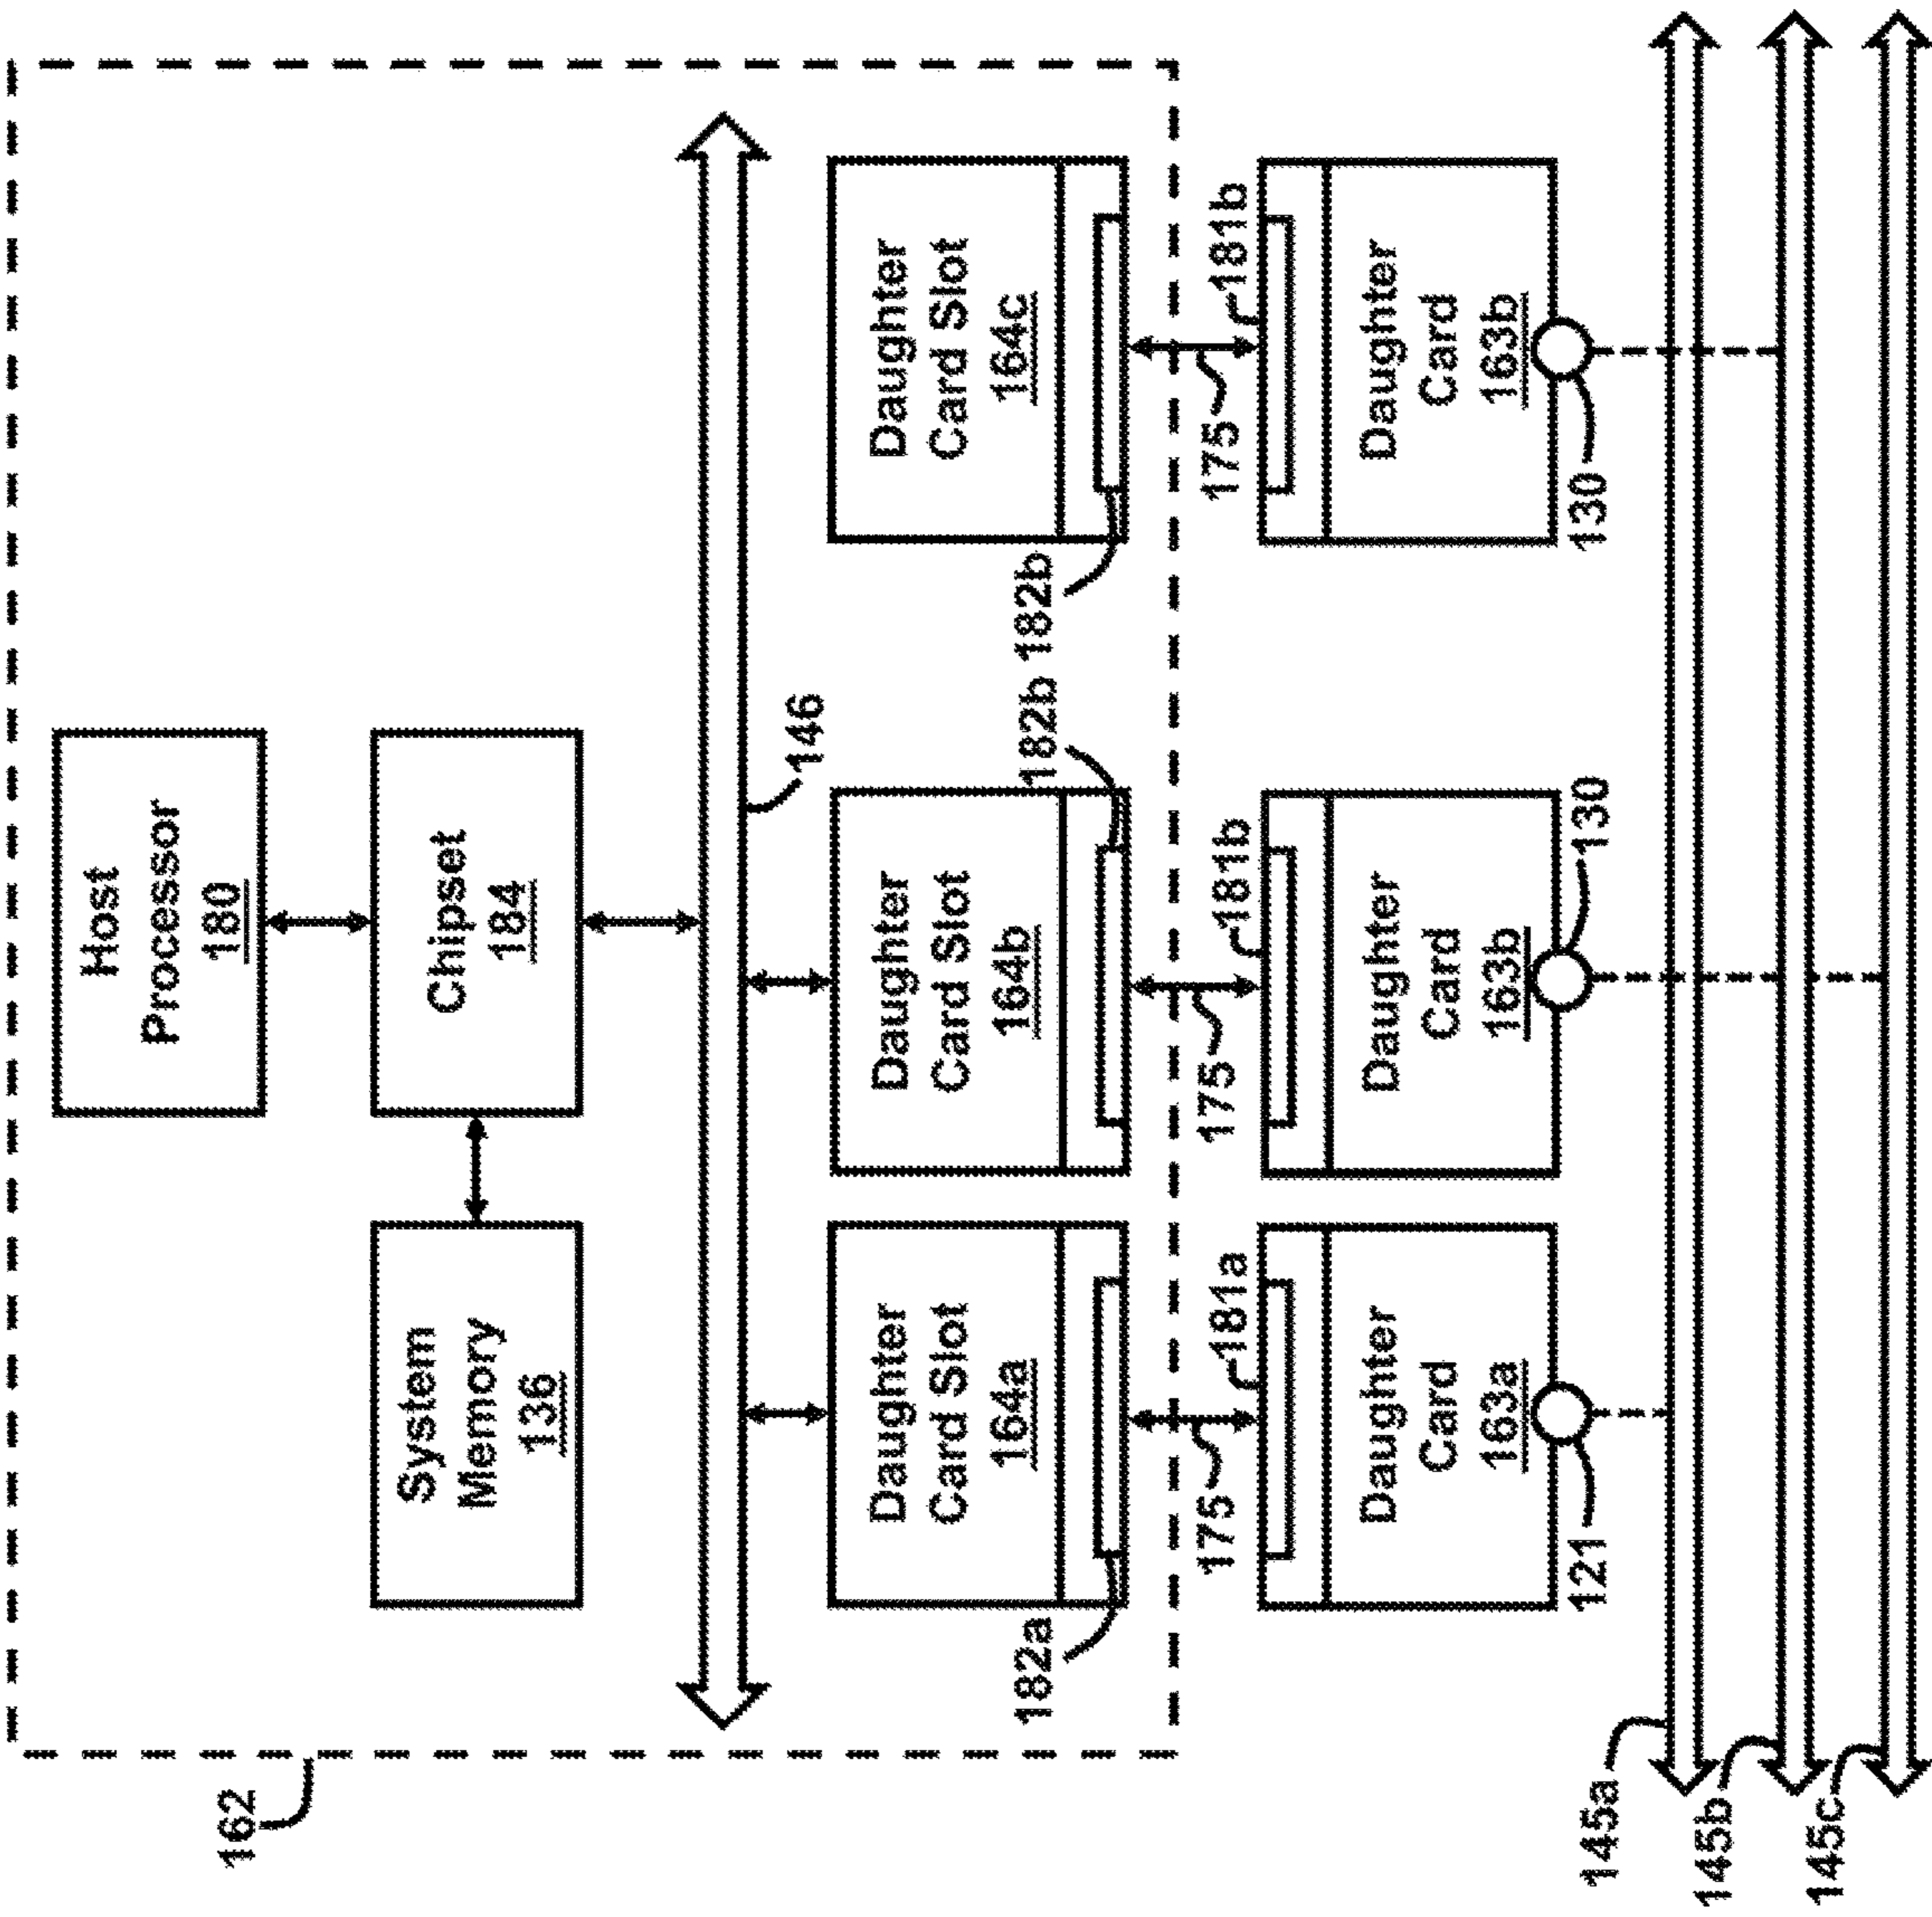 Host
Processor
180
162
System
Memory
136
Chipset
184
146
Daughter
Card Slot
164a
Daughter
Card Slot
164b
Daughter
Card Slot
164c
182a
182b
182b
175
181a
175
181b
175
181b
Daughter
Card
163a
Daughter
Card
163b
Daughter
Card
163b
121
130
130
145a
145b
145c